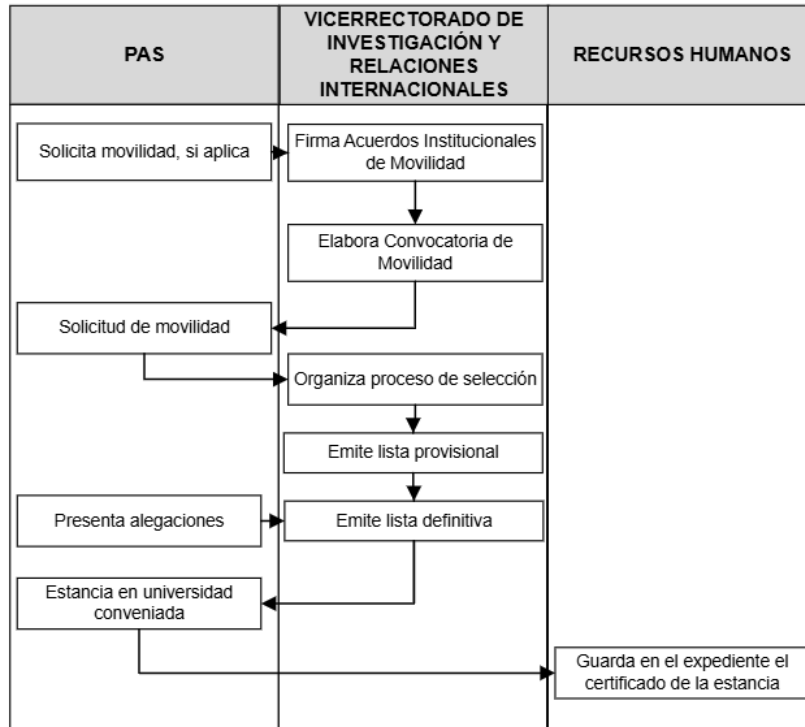 PAS
VICERRECTORADO DE
INVESTIGACIÓN Y
RELACIONES
INTERNACIONALES
RECURSOS HUMANOS
Solicita movilidad, si aplica
Firma Acuerdos Institucionales
de Movilidad
Elabora Convocatoria de
Movilidad
Solicitud de movilidad
Organiza proceso de selección
Emite lista provisional
Presenta alegaciones
Emite lista definitiva
Estancia en universidad
conveniada
Guarda en el expediente el
certificado de la estancia